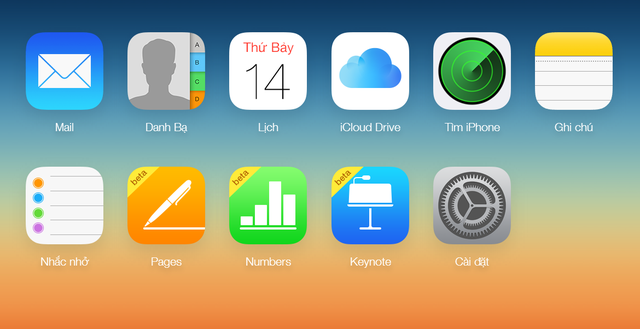 Thứ Bảy
14
A
B
C
D
Mail
Danh Bạ
Lịch
iCloud Drive
Tìm iPhone
Ghi chú
beta
beta
beta
Nhắc nhở
Pages
Numbers
Keynote
Cài đặt